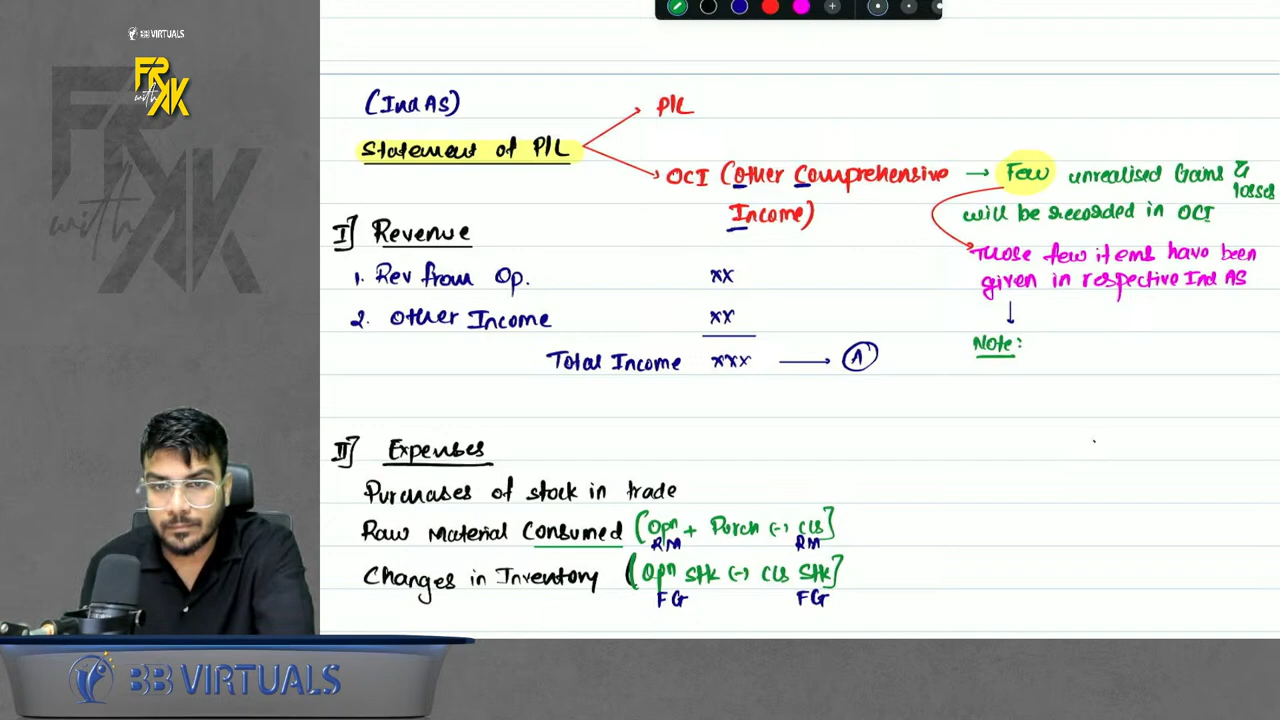 BB VIRTUALS
FR
with
AK
(Ind AS)
P/L
Statement of P/L
OCI (Other Comprehensive Income)
→ Few unrealised Gains & losses
will be recorded in OCI
Those few items have been
given in respective Ind AS
Note:
I] Revenue
1. Rev from Op. xx
2. Other Income xx
Total Income xxx → A
II] Expenses
Purchases of stock in trade
Raw Material Consumed [Opn + Purch (-) Cls]
RM RM
Changes in Inventory [Opn Stk (-) Cls Stk]
FG FG
BB VIRTUALS